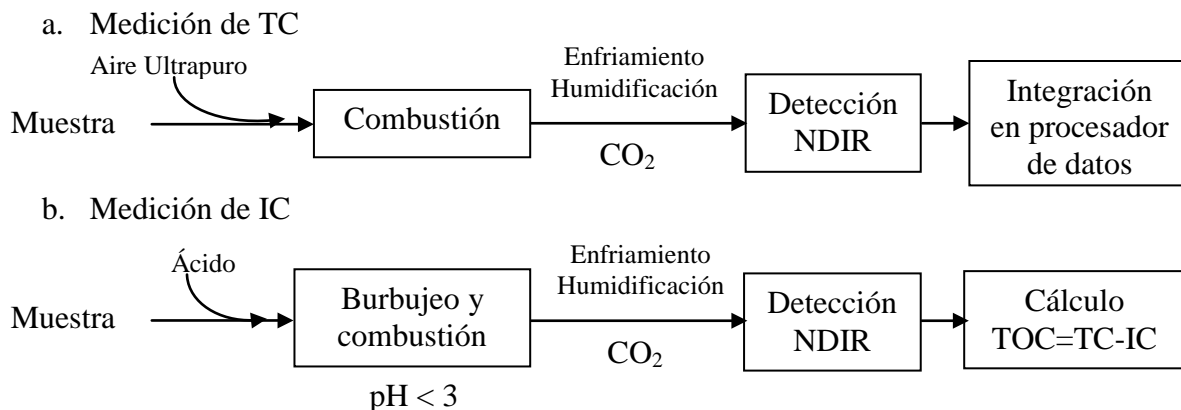 a. Medición de TC
Aire Ultrapuro
Muestra
Combustión
Enfriamiento
Humidificación
CO₂
Detección
NDIR
Integración
en procesador
de datos
b. Medición de IC
Ácido
Muestra
Burbujeo y
combustión
pH < 3
Enfriamiento
Humidificación
CO₂
Detección
NDIR
Cálculo
TOC=TC-IC